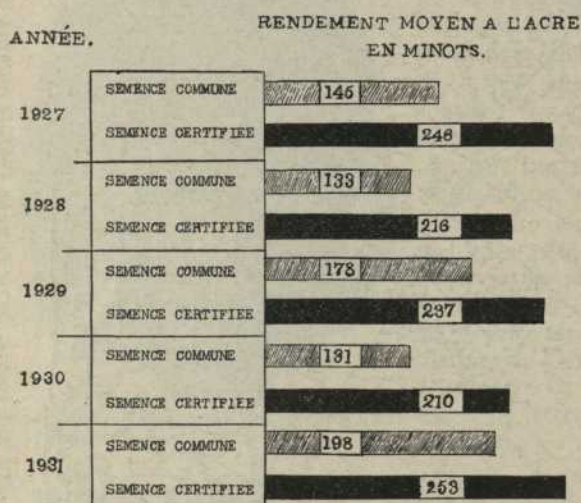 RENDEMENT MOYEN A L'ACRE
EN MINOTS.
ANNÉE.
1927
SEMENCE COMMUNE 145
SEMENCE CERTIFIEE 246
1928
SEMENCE COMMUNE 133
SEMENCE CERTIFIEE 216
1929
SEMENCE COMMUNE 178
SEMENCE CERTIFIEE 237
1930
SEMENCE COMMUNE 131
SEMENCE CERTIFIEE 210
1931
SEMENCE COMMUNE 198
SEMENCE CERTIFIEE 253